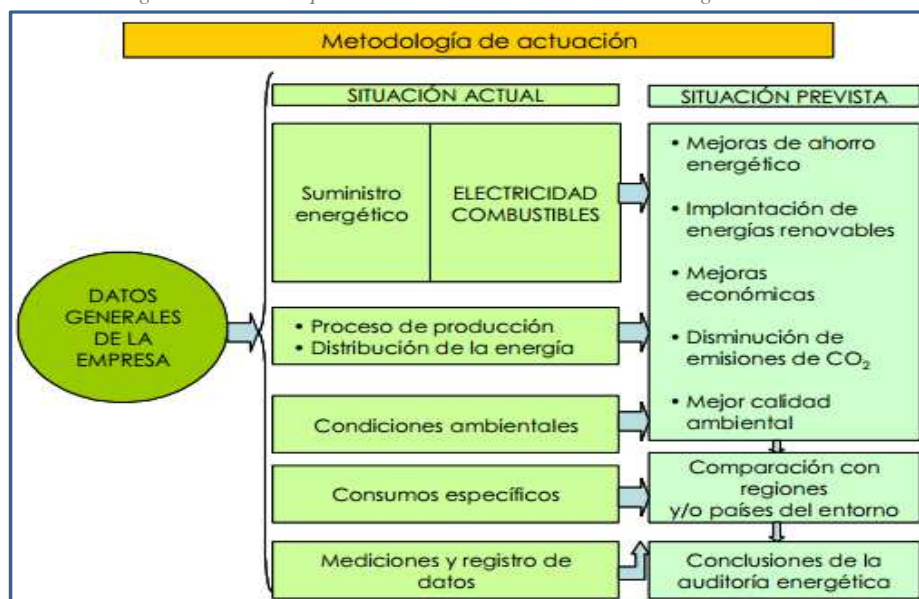 Metodología de actuación
SITUACIÓN ACTUAL
SITUACIÓN PREVISTA
DATOS
GENERALES
DE LA
EMPRESA
Suministro
energético
ELECTRICIDAD
COMBUSTIBLES
• Proceso de producción
• Distribución de la energía
Condiciones ambientales
Consumos específicos
Mediciones y registro de
datos
• Mejoras de ahorro
energético
• Implantación de
energías renovables
• Mejoras
económicas
• Disminución de
emisiones de CO₂
• Mejor calidad
ambiental
Comparación con
regiones
y/o países del entorno
Conclusiones de la
auditoría energética